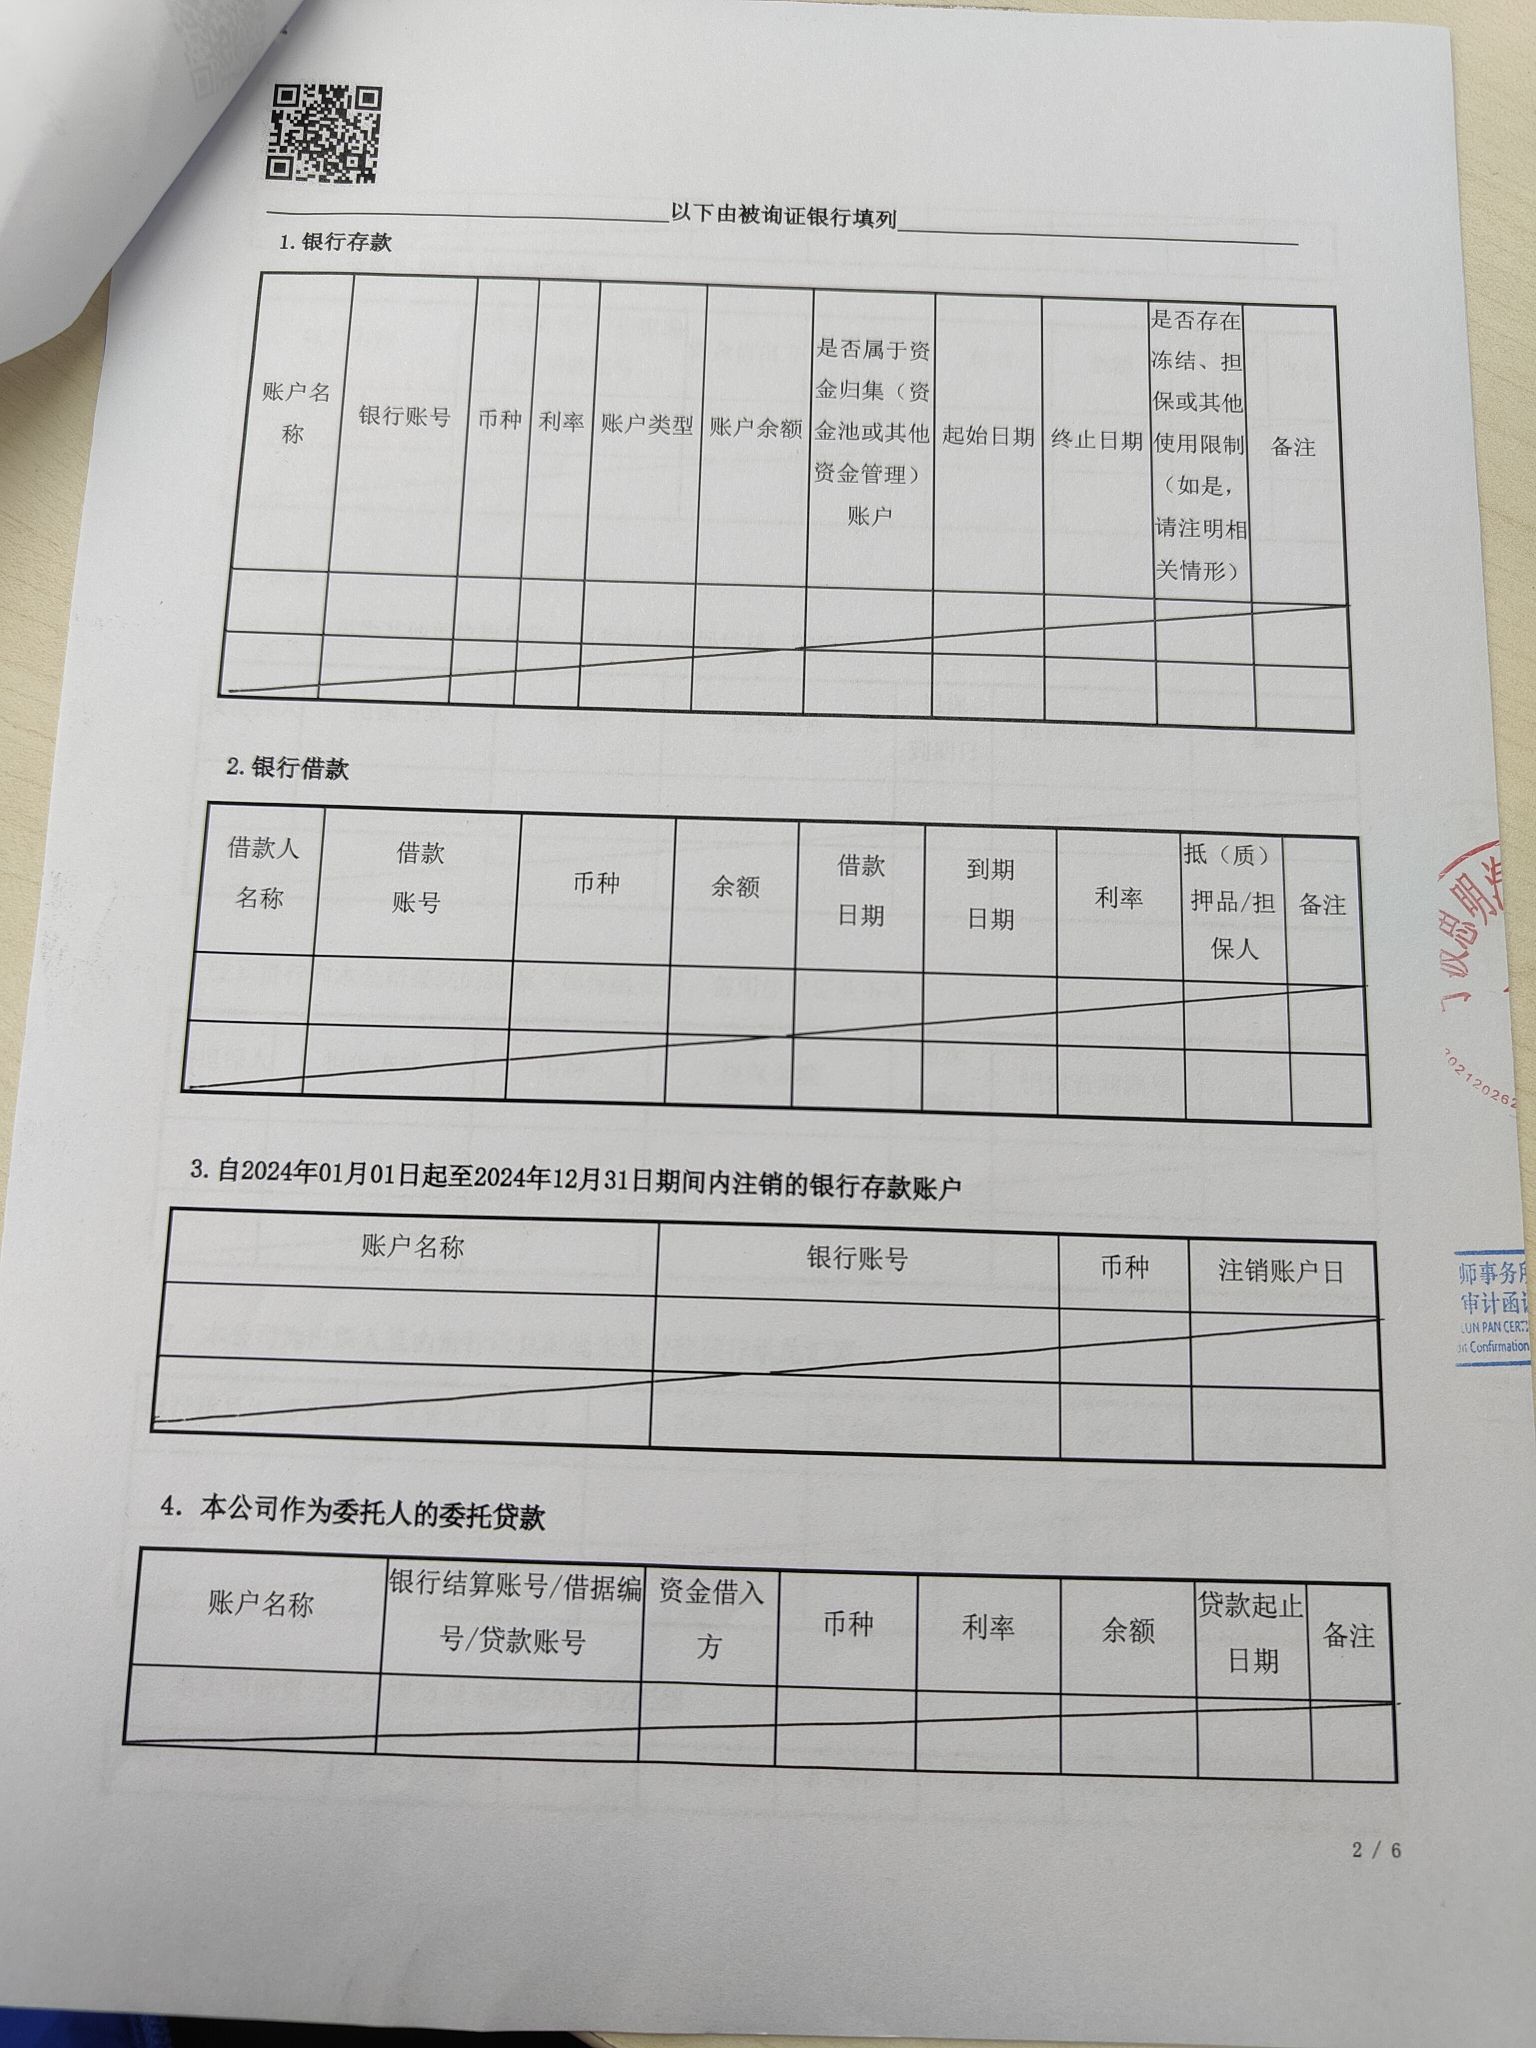 以下由被询证银行填列
1.银行存款
账户名
称
银行账号
币种
利率
账户类型
账户余额
是否属于资
金归集（资
金池或其他
资金管理）
账户
起始日期
终止日期
是否存在
冻结、担
保或其他
使用限制
（如是，
请注明相
关情形）
备注
2.银行借款
借款人
名称
借款
账号
币种
余额
借款
日期
到期
日期
利率
抵（质）
押品/担
保人
备注
3.自2024年01月01日起至2024年12月31日期间内注销的银行存款账户
账户名称
银行账号
币种
注销账户日
4. 本公司作为委托人的委托贷款
账户名称
银行结算账号/借据编
号/贷款账号
资金借入
方
币种
利率
余额
贷款起止
日期
备注
思明
02120262
师事务所
审计函证
LUN PAN CERT
Confirmation
2 / 6